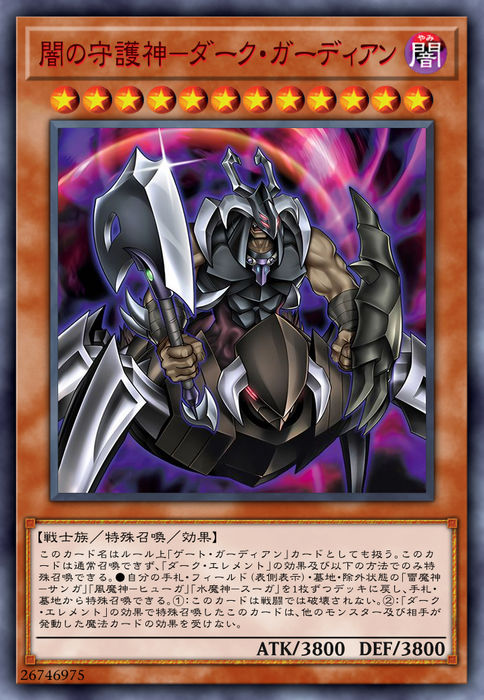 闇の守護神－ダーク・ガーディアン
やみ
闇
【戦士族／特殊召喚／効果】
このカード名はルール上「ゲート・ガーディアン」カードとしても扱う。このカ
ードは通常召喚できず、「ダーク・エレメント」の効果及び以下の方法でのみ特
殊召喚できる。●自分の手札・フィールド（表側表示）・墓地・除外状態の「雷魔神
－サンガ」「風魔神－ヒューガ」「水魔神－スーガ」を1枚ずつデッキに戻し、手札・
墓地から特殊召喚できる。①：このカードは戦闘では破壊されない。②：「ダーク
・エレメント」の効果で特殊召喚したこのカードは、他のモンスター及び相手が
発動した魔法カードの効果を受けない。
ATK/3800 DEF/3800
26746975